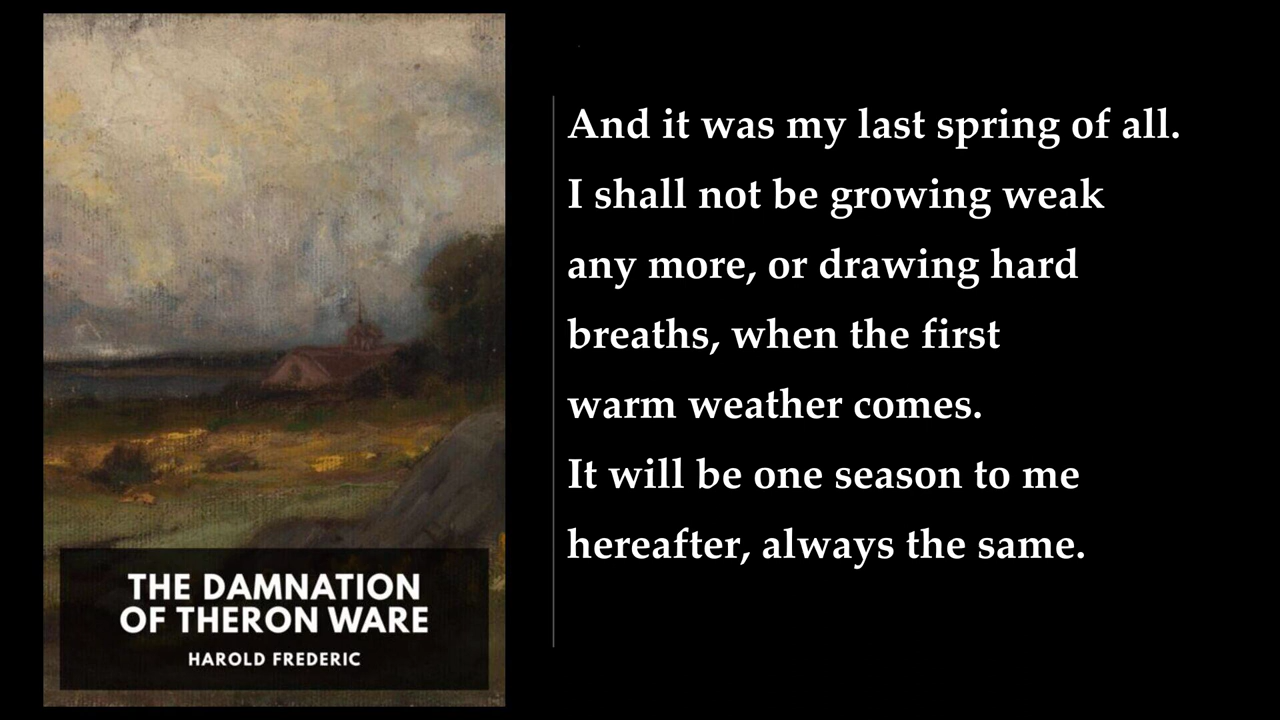 THE DAMNATION
OF THERON WARE
HAROLD FREDERIC
And it was my last spring of all.
I shall not be growing weak
any more, or drawing hard
breaths, when the first
warm weather comes.
It will be one season to me
hereafter, always the same.